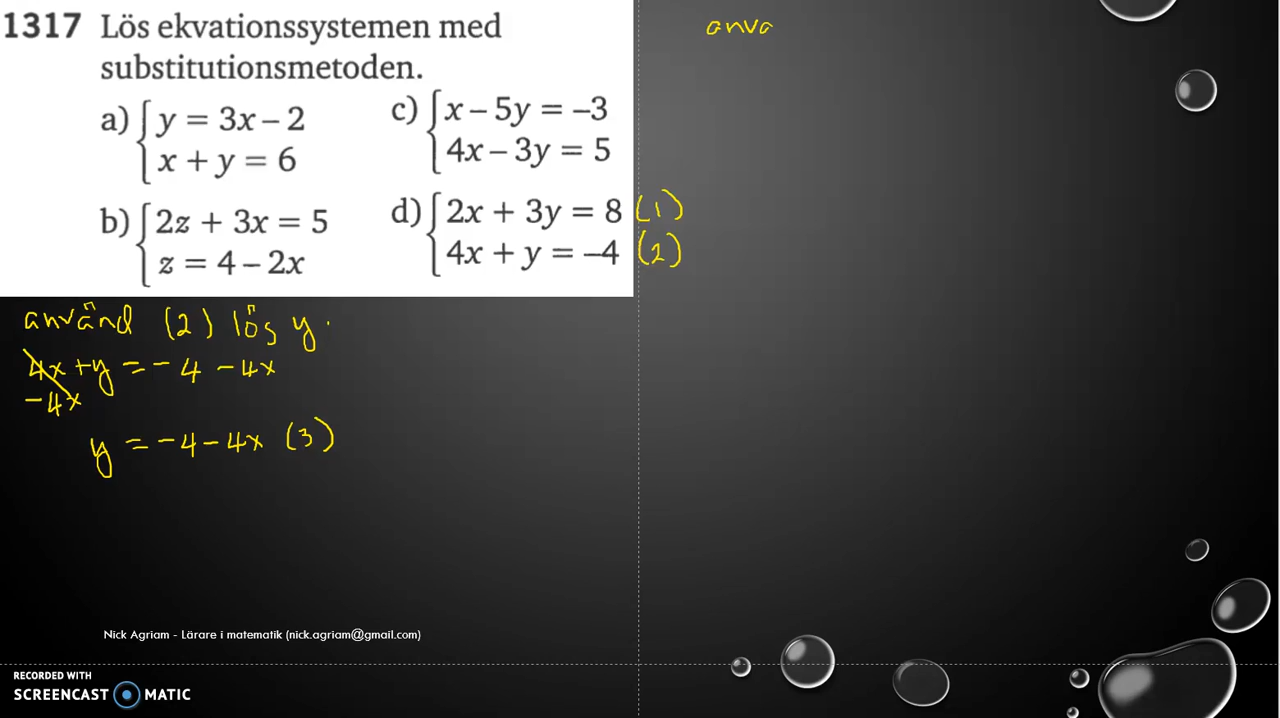 1317 Lös ekvationssystemen med
substitutionsmetoden.
a) y = 3x – 2
x + y = 6
b) 2z + 3x = 5
z = 4 – 2x
c) x – 5y = –3
4x – 3y = 5
d) 2x + 3y = 8 (1)
4x + y = –4 (2)
använd (2) lös y.
4x + y = -4 - 4x
-4x
y = -4 - 4x (3)
anva
Nick Agriam - Lärare i matematik (nick.agriam@gmail.com)
RECORDED WITH
SCREENCAST MATIC